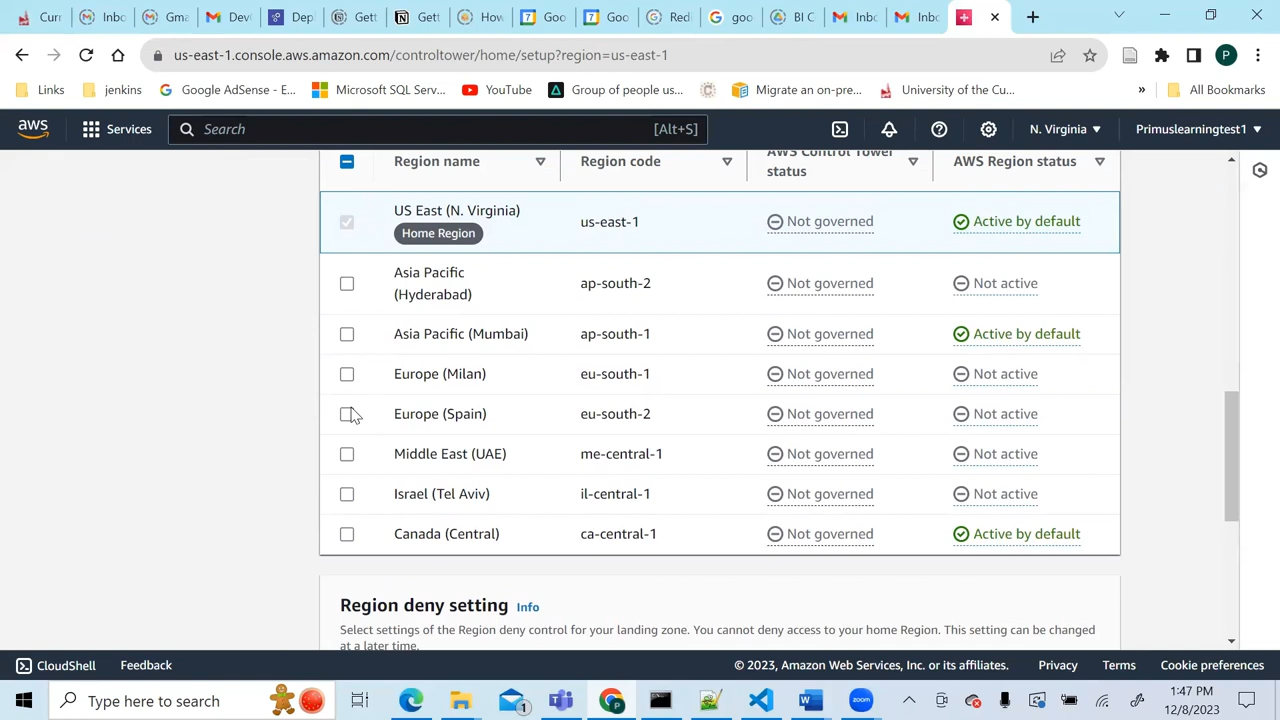 Curr
Inbo
Gma
Dev
Dep
Gett
Gett
How
Goo
Goo
Redi
goo
BI C
Inbo
Inbo
us-east-1.console.aws.amazon.com/controltower/home/setup?region=us-east-1
P
Links
jenkins
Google AdSense - E...
Microsoft SQL Serv...
YouTube
Group of people us...
Migrate an on-pre...
University of the Cu...
»
All Bookmarks
aws
Services
Search
[Alt+S]
N. Virginia
Primuslearningtest1
Region name
Region code
AWS Control Tower
status
AWS Region status
US East (N. Virginia)
Home Region
us-east-1
Not governed
Active by default
Asia Pacific
(Hyderabad)
ap-south-2
Not governed
Not active
Asia Pacific (Mumbai)
ap-south-1
Not governed
Active by default
Europe (Milan)
eu-south-1
Not governed
Not active
Europe (Spain)
eu-south-2
Not governed
Not active
Middle East (UAE)
me-central-1
Not governed
Not active
Israel (Tel Aviv)
il-central-1
Not governed
Not active
Canada (Central)
ca-central-1
Not governed
Active by default
Region deny setting Info
Select settings of the Region deny control for your landing zone. You cannot deny access to your home Region. This setting can be changed
at a later time.
CloudShell
Feedback
© 2023, Amazon Web Services, Inc. or its affiliates.
Privacy
Terms
Cookie preferences
Type here to search
1
P
zoom
1:47 PM
12/8/2023